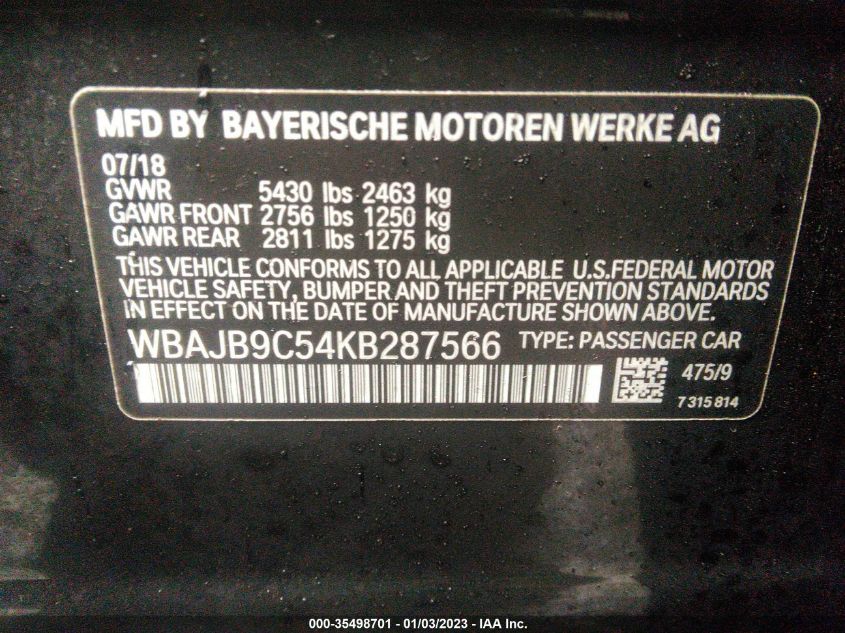 MFD BY BAYERISCHE MOTOREN WERKE AG
07/18
GVWR 5430 lbs 2463 kg
GAWR FRONT 2756 lbs 1250 kg
GAWR REAR 2811 lbs 1275 kg
THIS VEHICLE CONFORMS TO ALL APPLICABLE U.S.FEDERAL MOTOR
VEHICLE SAFETY, BUMPER AND THEFT PREVENTION STANDARDS
IN EFFECT ON THE DATE OF MANUFACTURE SHOWN ABOVE.
WBAJB9C54KB287566 TYPE: PASSENGER CAR
475/9
7 315 814
000-35498701 - 01/03/2023 - IAA Inc.